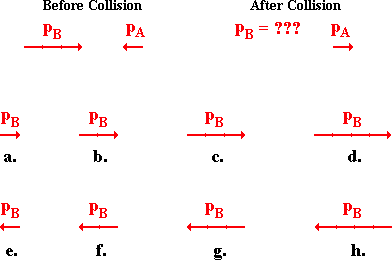 Before Collision After Collision
pB pA pB = ??? pA
pB pB pB pB
a. b. c. d.
pB pB pB pB
e. f. g. h.